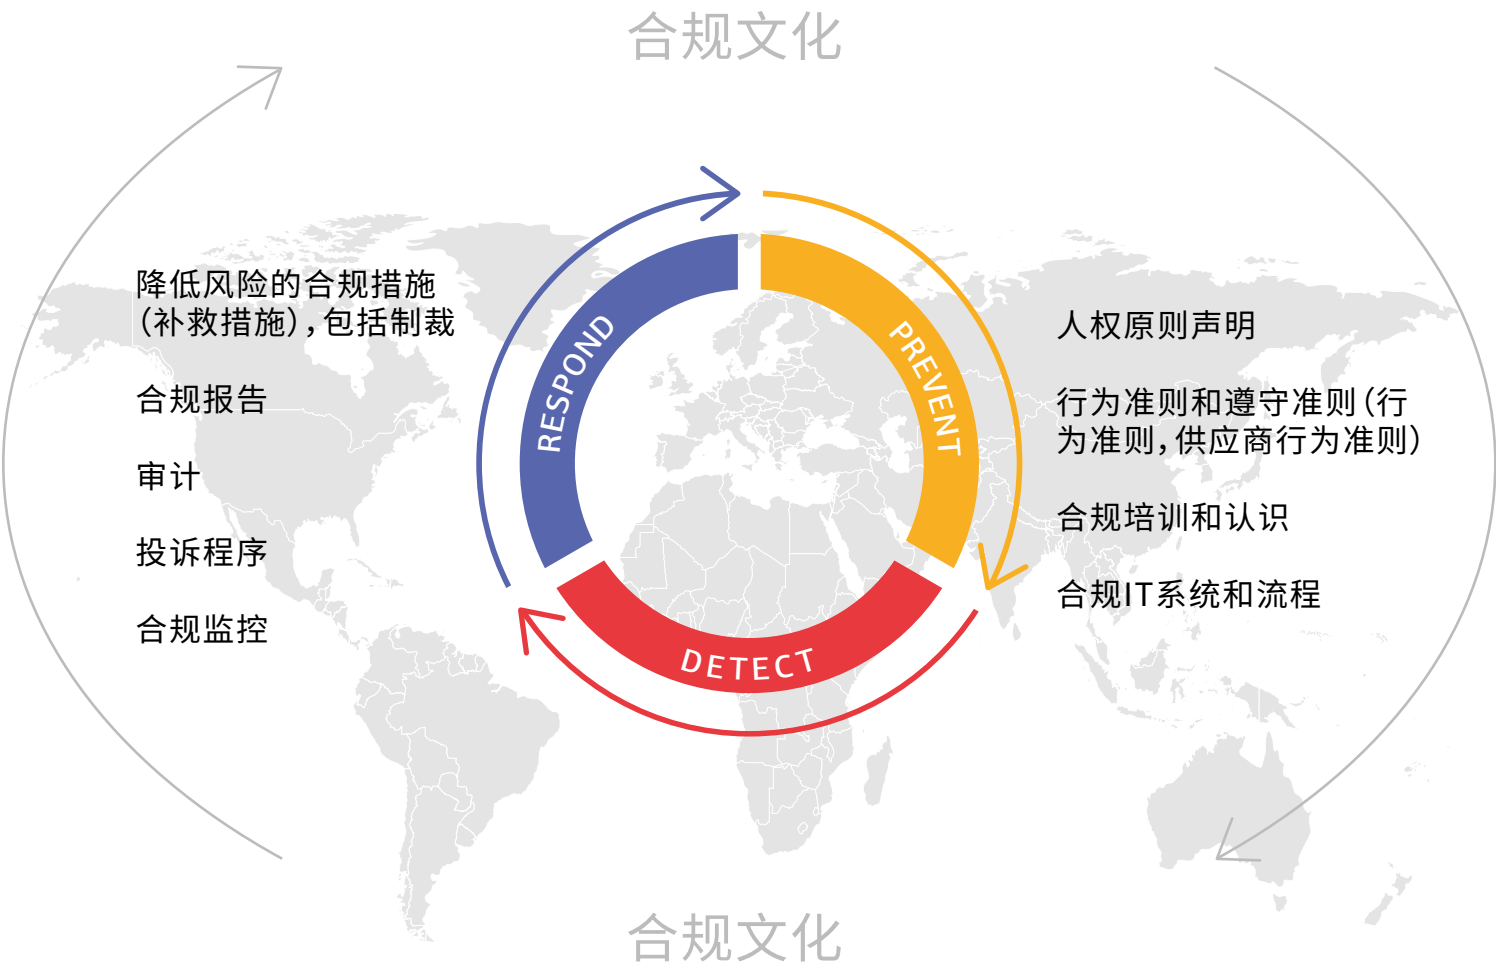 合规文化
降低风险的合规措施
（补救措施），包括制裁
合规报告
审计
投诉程序
合规监控
RESPOND
PREVENT
DETECT
人权原则声明
行为准则和遵守准则（行
为准则，供应商行为准则）
合规培训和认识
合规IT系统和流程
合规文化